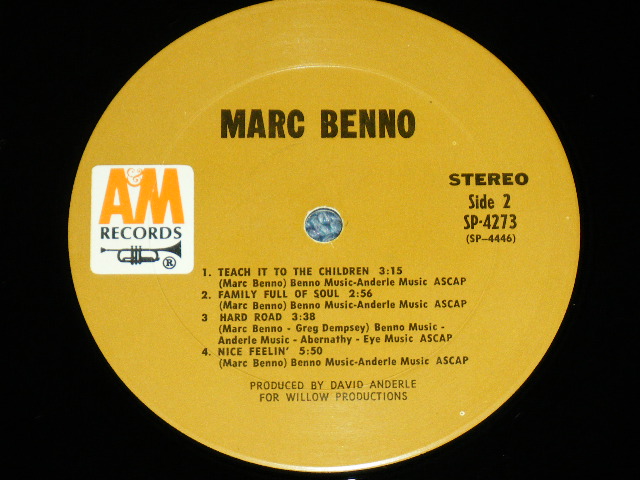 MARC BENNO
A&M
RECORDS
®
STEREO
Side 2
SP-4273
(SP-4446)
1. TEACH IT TO THE CHILDREN 3:15
(Marc Benno) Benno Music-Anderle Music ASCAP
2. FAMILY FULL OF SOUL 2:56
(Marc Benno) Benno Music-Anderle Music ASCAP
3 HARD ROAD 3:38
(Marc Benno - Greg Dempsey) Benno Music -
Anderle Music - Abernathy - Eye Music ASCAP
4. NICE FEELIN' 5:50
(Marc Benno) Benno Music-Anderle Music ASCAP
PRODUCED BY DAVID ANDERLE
FOR WILLOW PRODUCTIONS